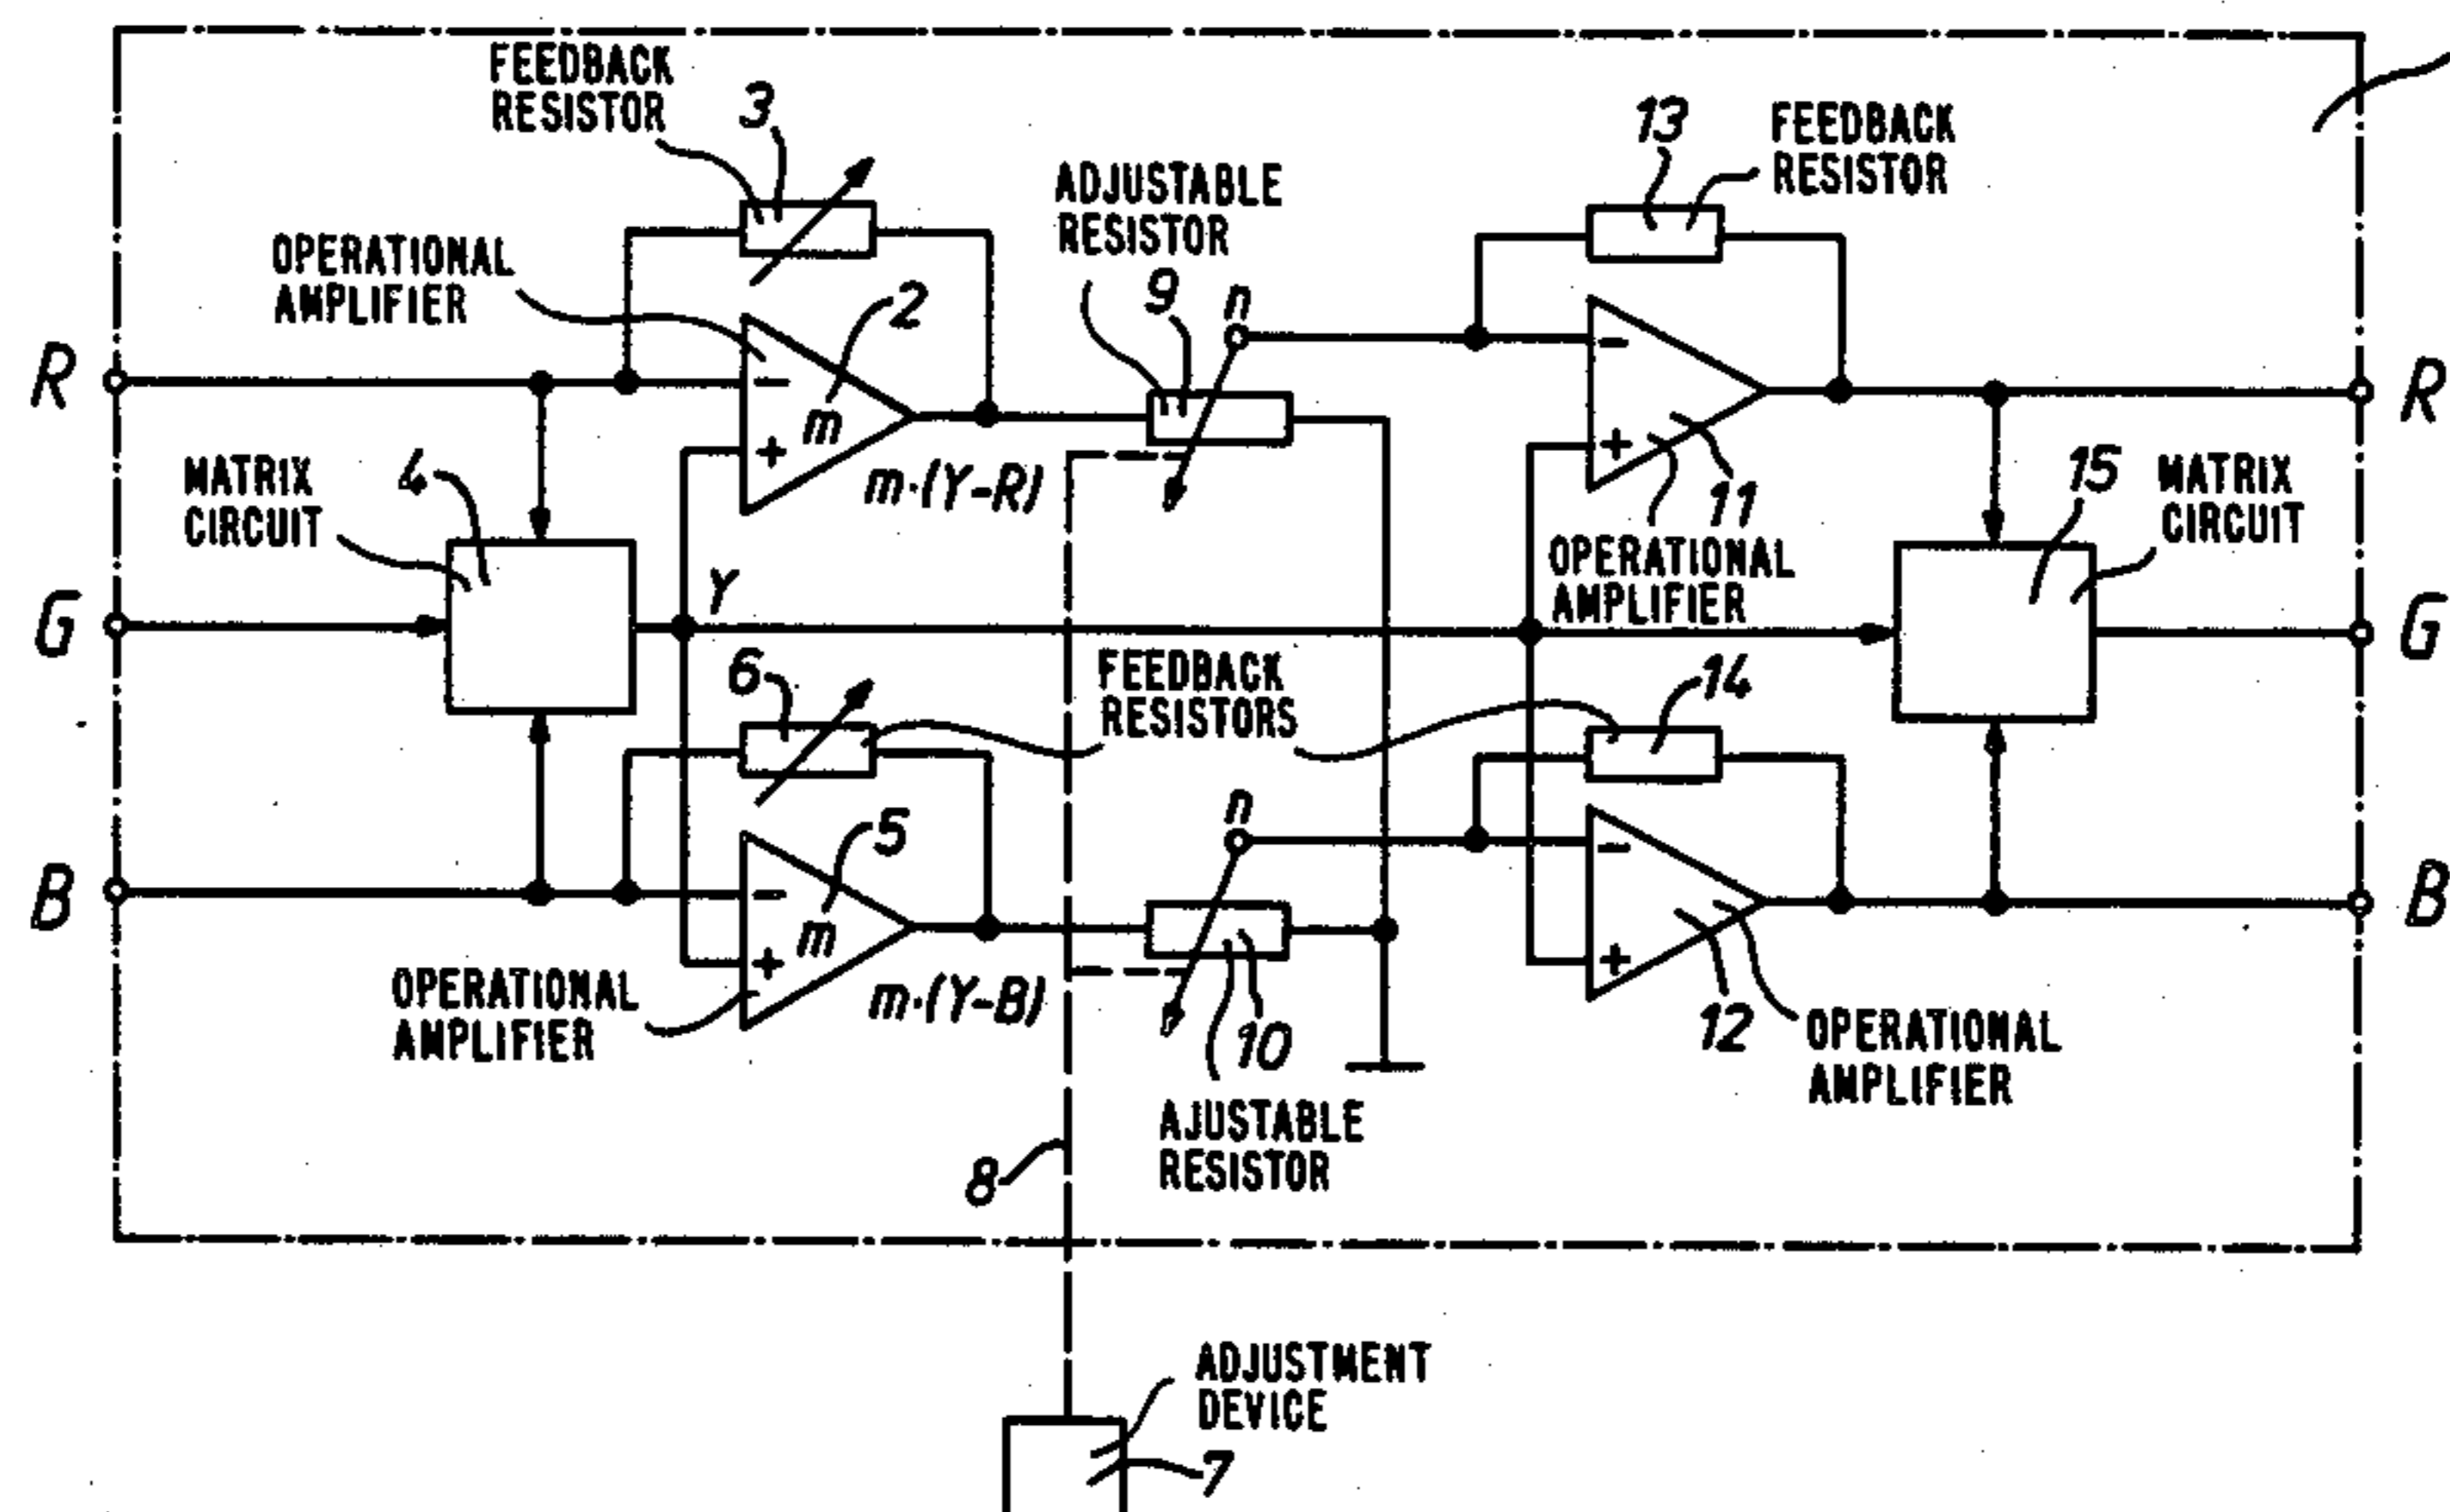 FEEDBACK
RESISTOR
3
13
FEEDBACK
RESISTOR
ADJUSTABLE
RESISTOR
OPERATIONAL
AMPLIFIER
2
9
n
R
-
m
+
m·(Y-R)
-
+
11
R
MATRIX
CIRCUIT
4
15
MATRIX
CIRCUIT
OPERATIONAL
AMPLIFIER
G
Y
G
6
FEEDBACK
RESISTORS
14
n
5
B
-
m
+
m·(Y-B)
-
+
12
B
OPERATIONAL
AMPLIFIER
10
OPERATIONAL
AMPLIFIER
AJUSTABLE
RESISTOR
8
ADJUSTMENT
DEVICE
7